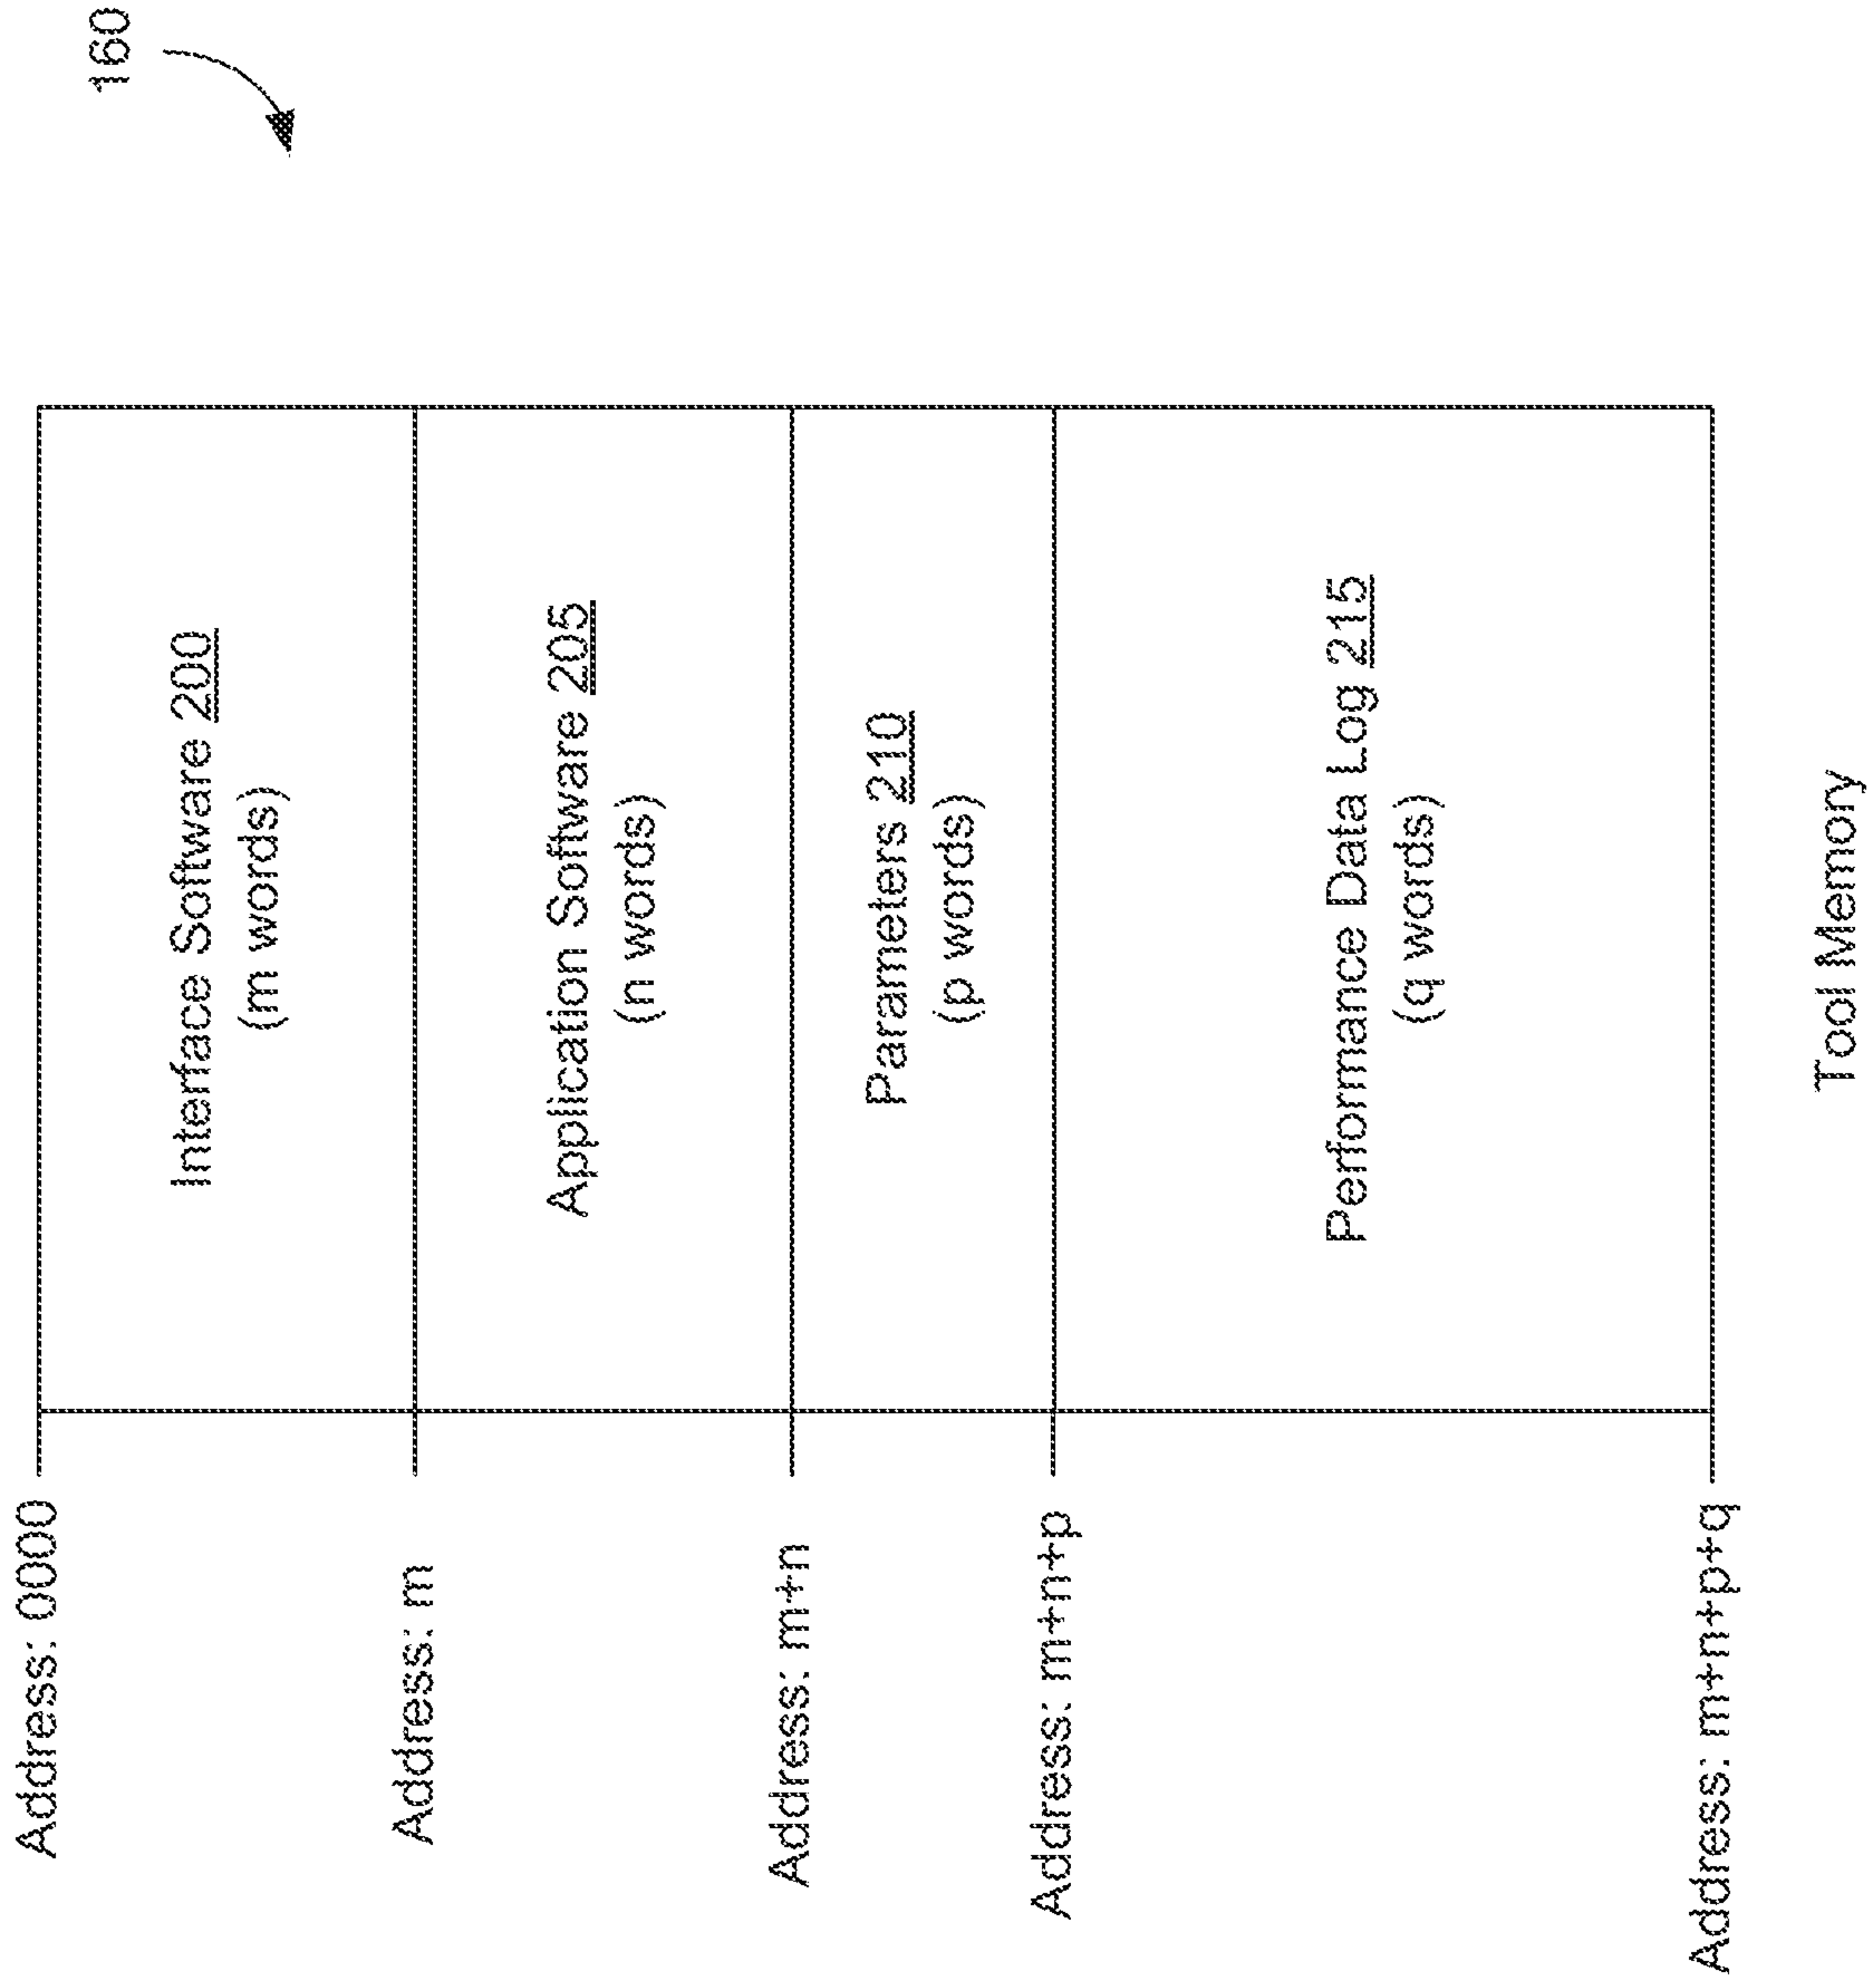 160
Address: 0000
Interface Software 200
(m words)
Address: m
Application Software 205
(n words)
Address: m+n
Parameters 210
(p words)
Address: m+n+p
Performance Data Log 215
(q words)
Address: m+n+p+q
Tool Memory